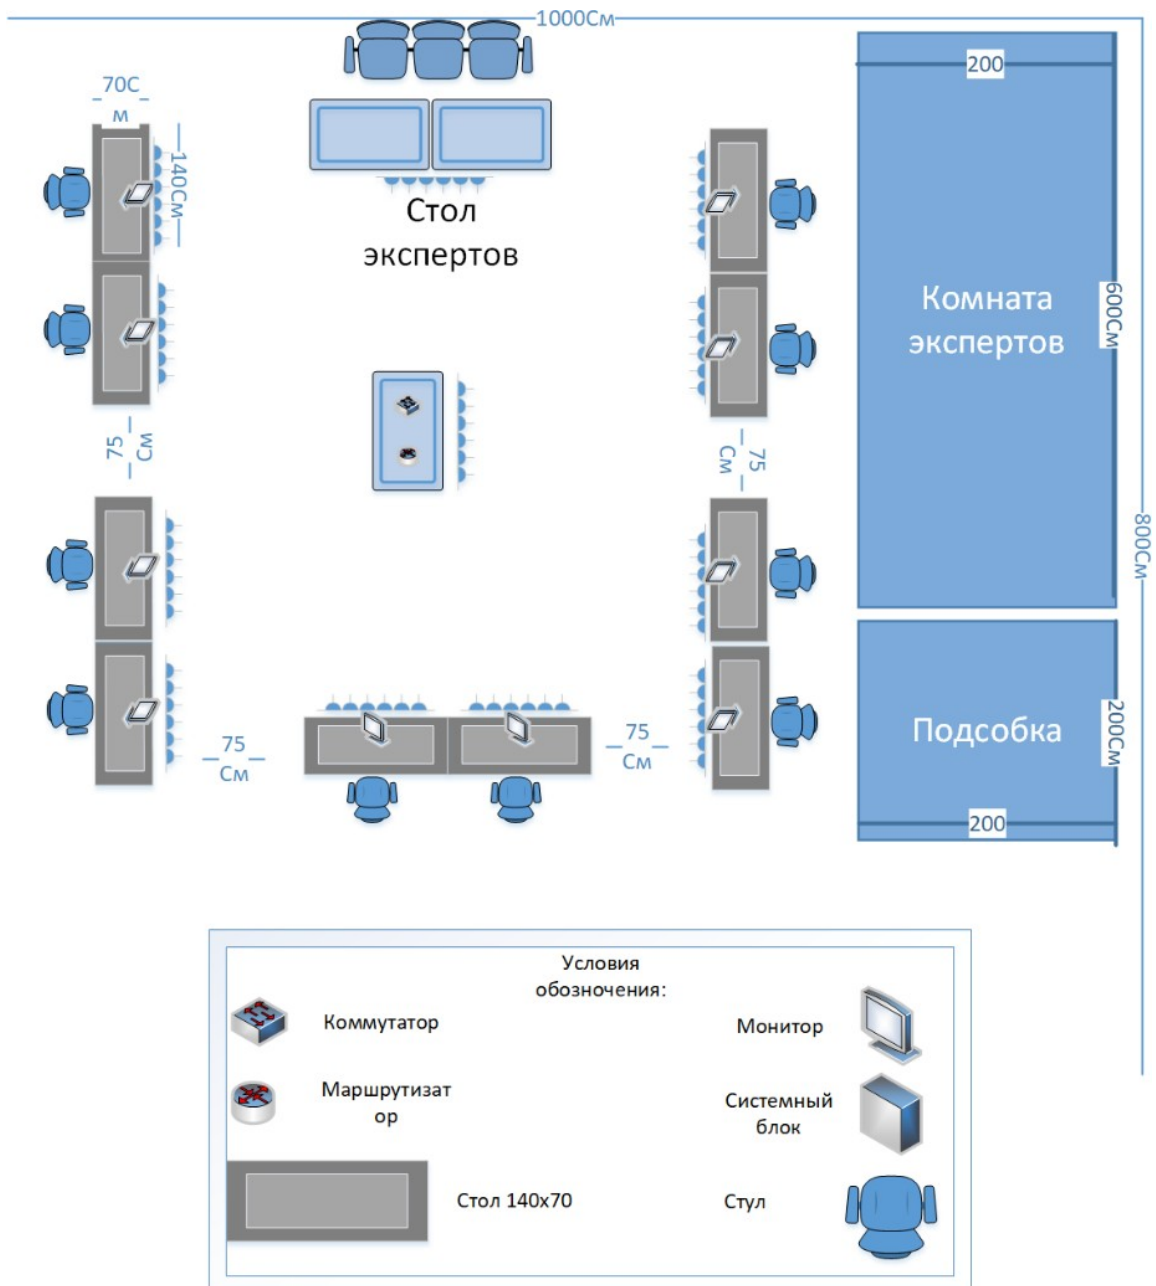 1000См
200
70С
м
140См
Стол
экспертов
Комната
экспертов
600См
75
См
75
См
800См
75
См
75
См
Подсобка
200См
200
Условия
обозначения:
Коммутатор
Монитор
Маршрутизат
ор
Системный
блок
Стол 140х70
Стул